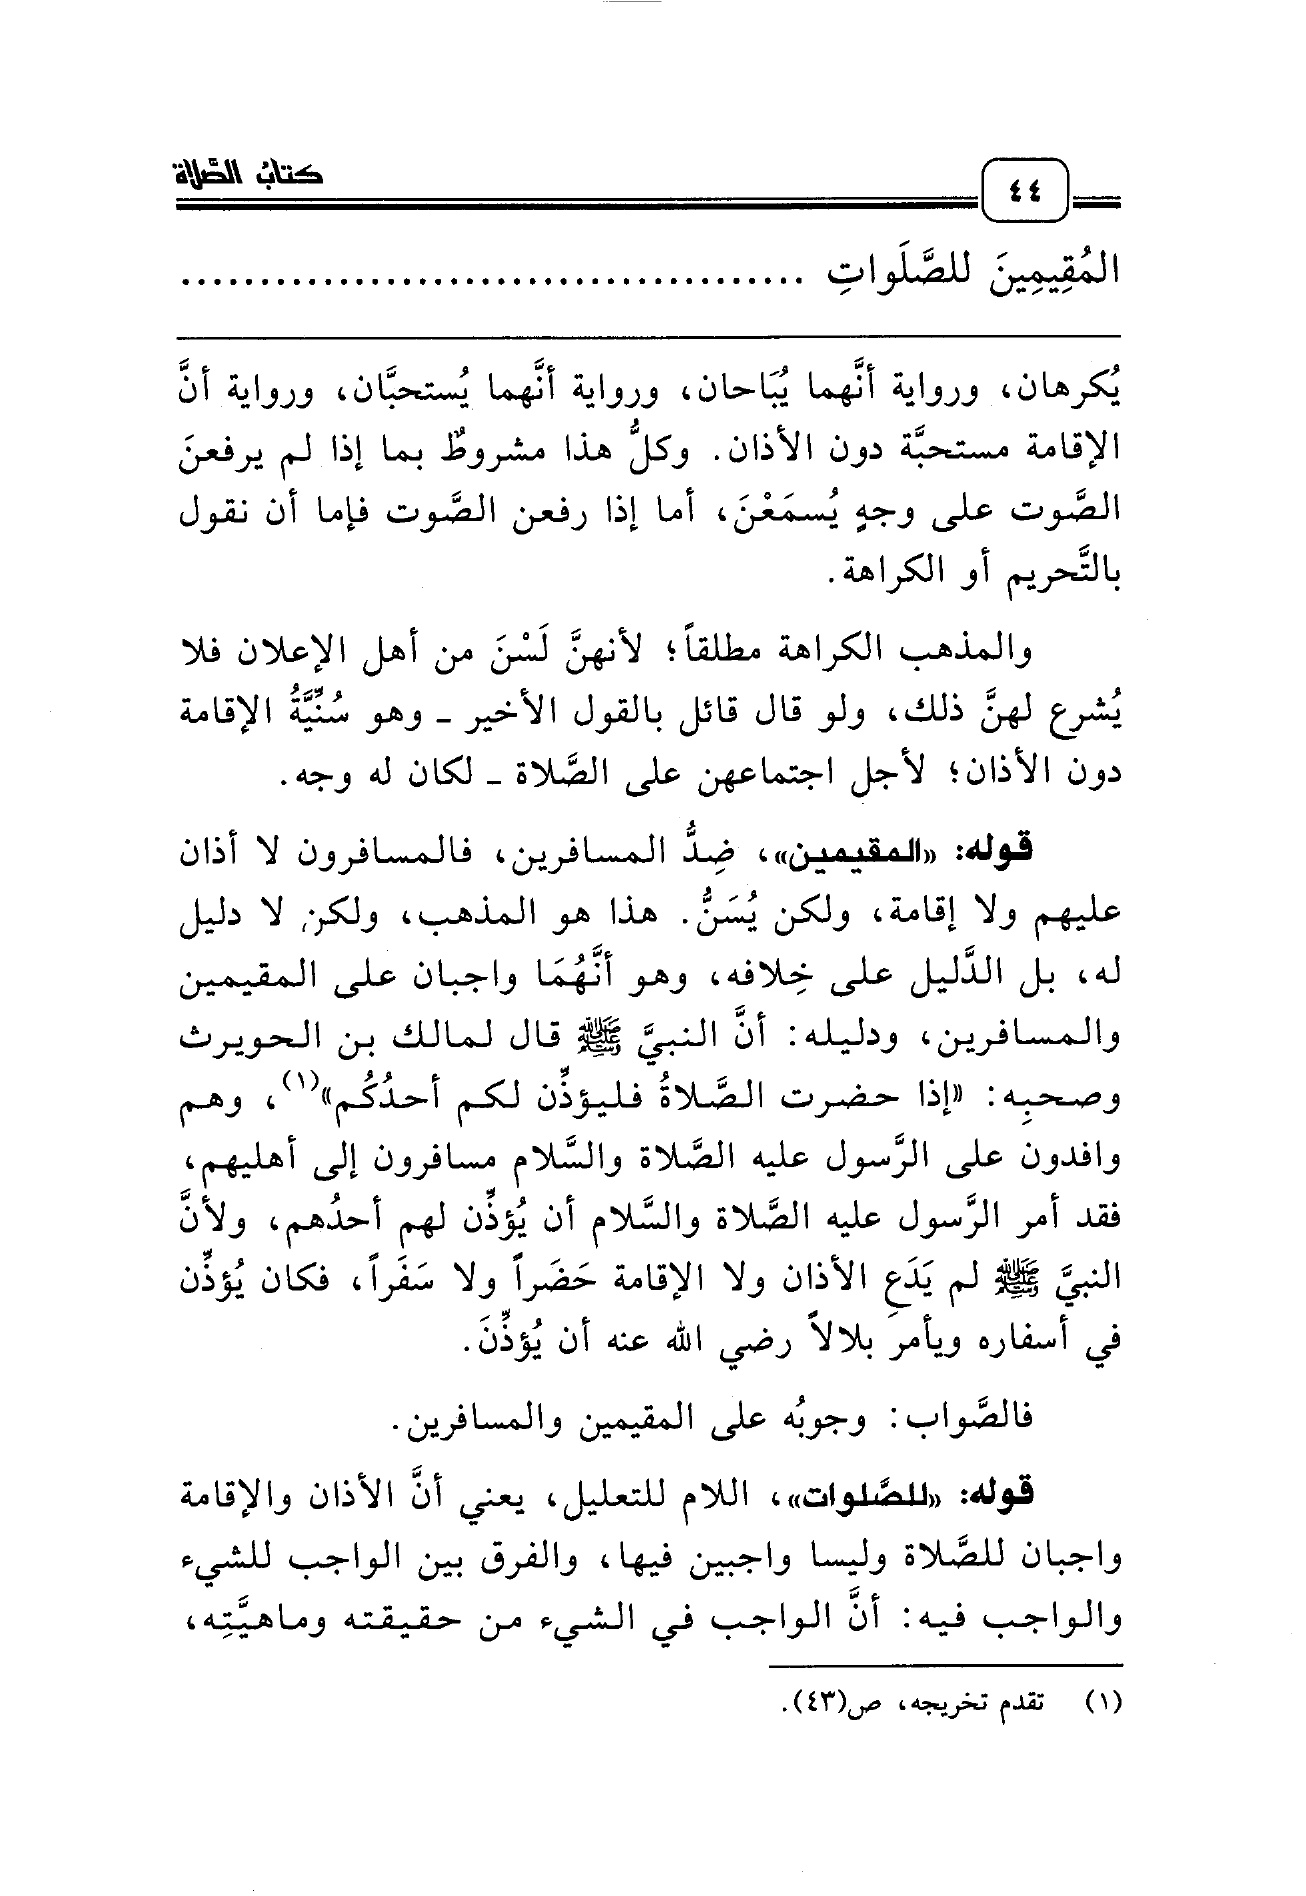 كتابُ الصَّلاة
٤٤
المُقِيمِينَ للصَّلَواتِ ........................................
يُكرهان، ورواية أنَّهما يُبَاحان، ورواية أنَّهما يُستحبَّان، ورواية أنَّ
الإقامة مستحبَّة دون الأذان. وكلُّ هذا مشروطٌ بما إذا لم يرفعنَ
الصَّوت على وجهٍ يُسمَعْنَ، أما إذا رفعن الصَّوت فإما أن نقول
بالتَّحريم أو الكراهة.
والمذهب الكراهة مطلقاً؛ لأنهنَّ لَسْنَ من أهل الإعلان فلا
يُشرع لهنَّ ذلك، ولو قال قائل بالقول الأخير ـ وهو سُنِّيَّةُ الإقامة
دون الأذان؛ لأجل اجتماعهن على الصَّلاة ـ لكان له وجه.
قوله: «المقيمين»، ضِدُّ المسافرين، فالمسافرون لا أذان
عليهم ولا إقامة، ولكن يُسَنُّ. هذا هو المذهب، ولكن لا دليل
له، بل الدَّليل على خِلافه، وهو أنَّهُمَا واجبان على المقيمين
والمسافرين، ودليله: أنَّ النبيَّ ﷺ قال لمالك بن الحويرث
وصحبِه: «إذا حضرت الصَّلاةُ فليؤذِّن لكم أحدُكُم»(١)، وهم
وافدون على الرَّسول عليه الصَّلاة والسَّلام مسافرون إلى أهليهم،
فقد أمر الرَّسول عليه الصَّلاة والسَّلام أن يُؤذِّن لهم أحدُهم، ولأنَّ
النبيَّ ﷺ لم يَدَعِ الأذان ولا الإقامة حَضَراً ولا سَفَراً، فكان يُؤذِّن
في أسفاره ويأمرَ بلالاً رضي الله عنه أن يُؤذِّنَ.
فالصَّواب: وجوبُه على المقيمين والمسافرين.
قوله: «للصَّلوات»، اللام للتعليل، يعني أنَّ الأذان والإقامة
واجبان للصَّلاة وليسا واجبين فيها، والفرق بين الواجب للشيء
والواجب فيه: أنَّ الواجب في الشيء من حقيقته وماهيَّتِه،
(١) تقدم تخريجه، ص(٤٣).